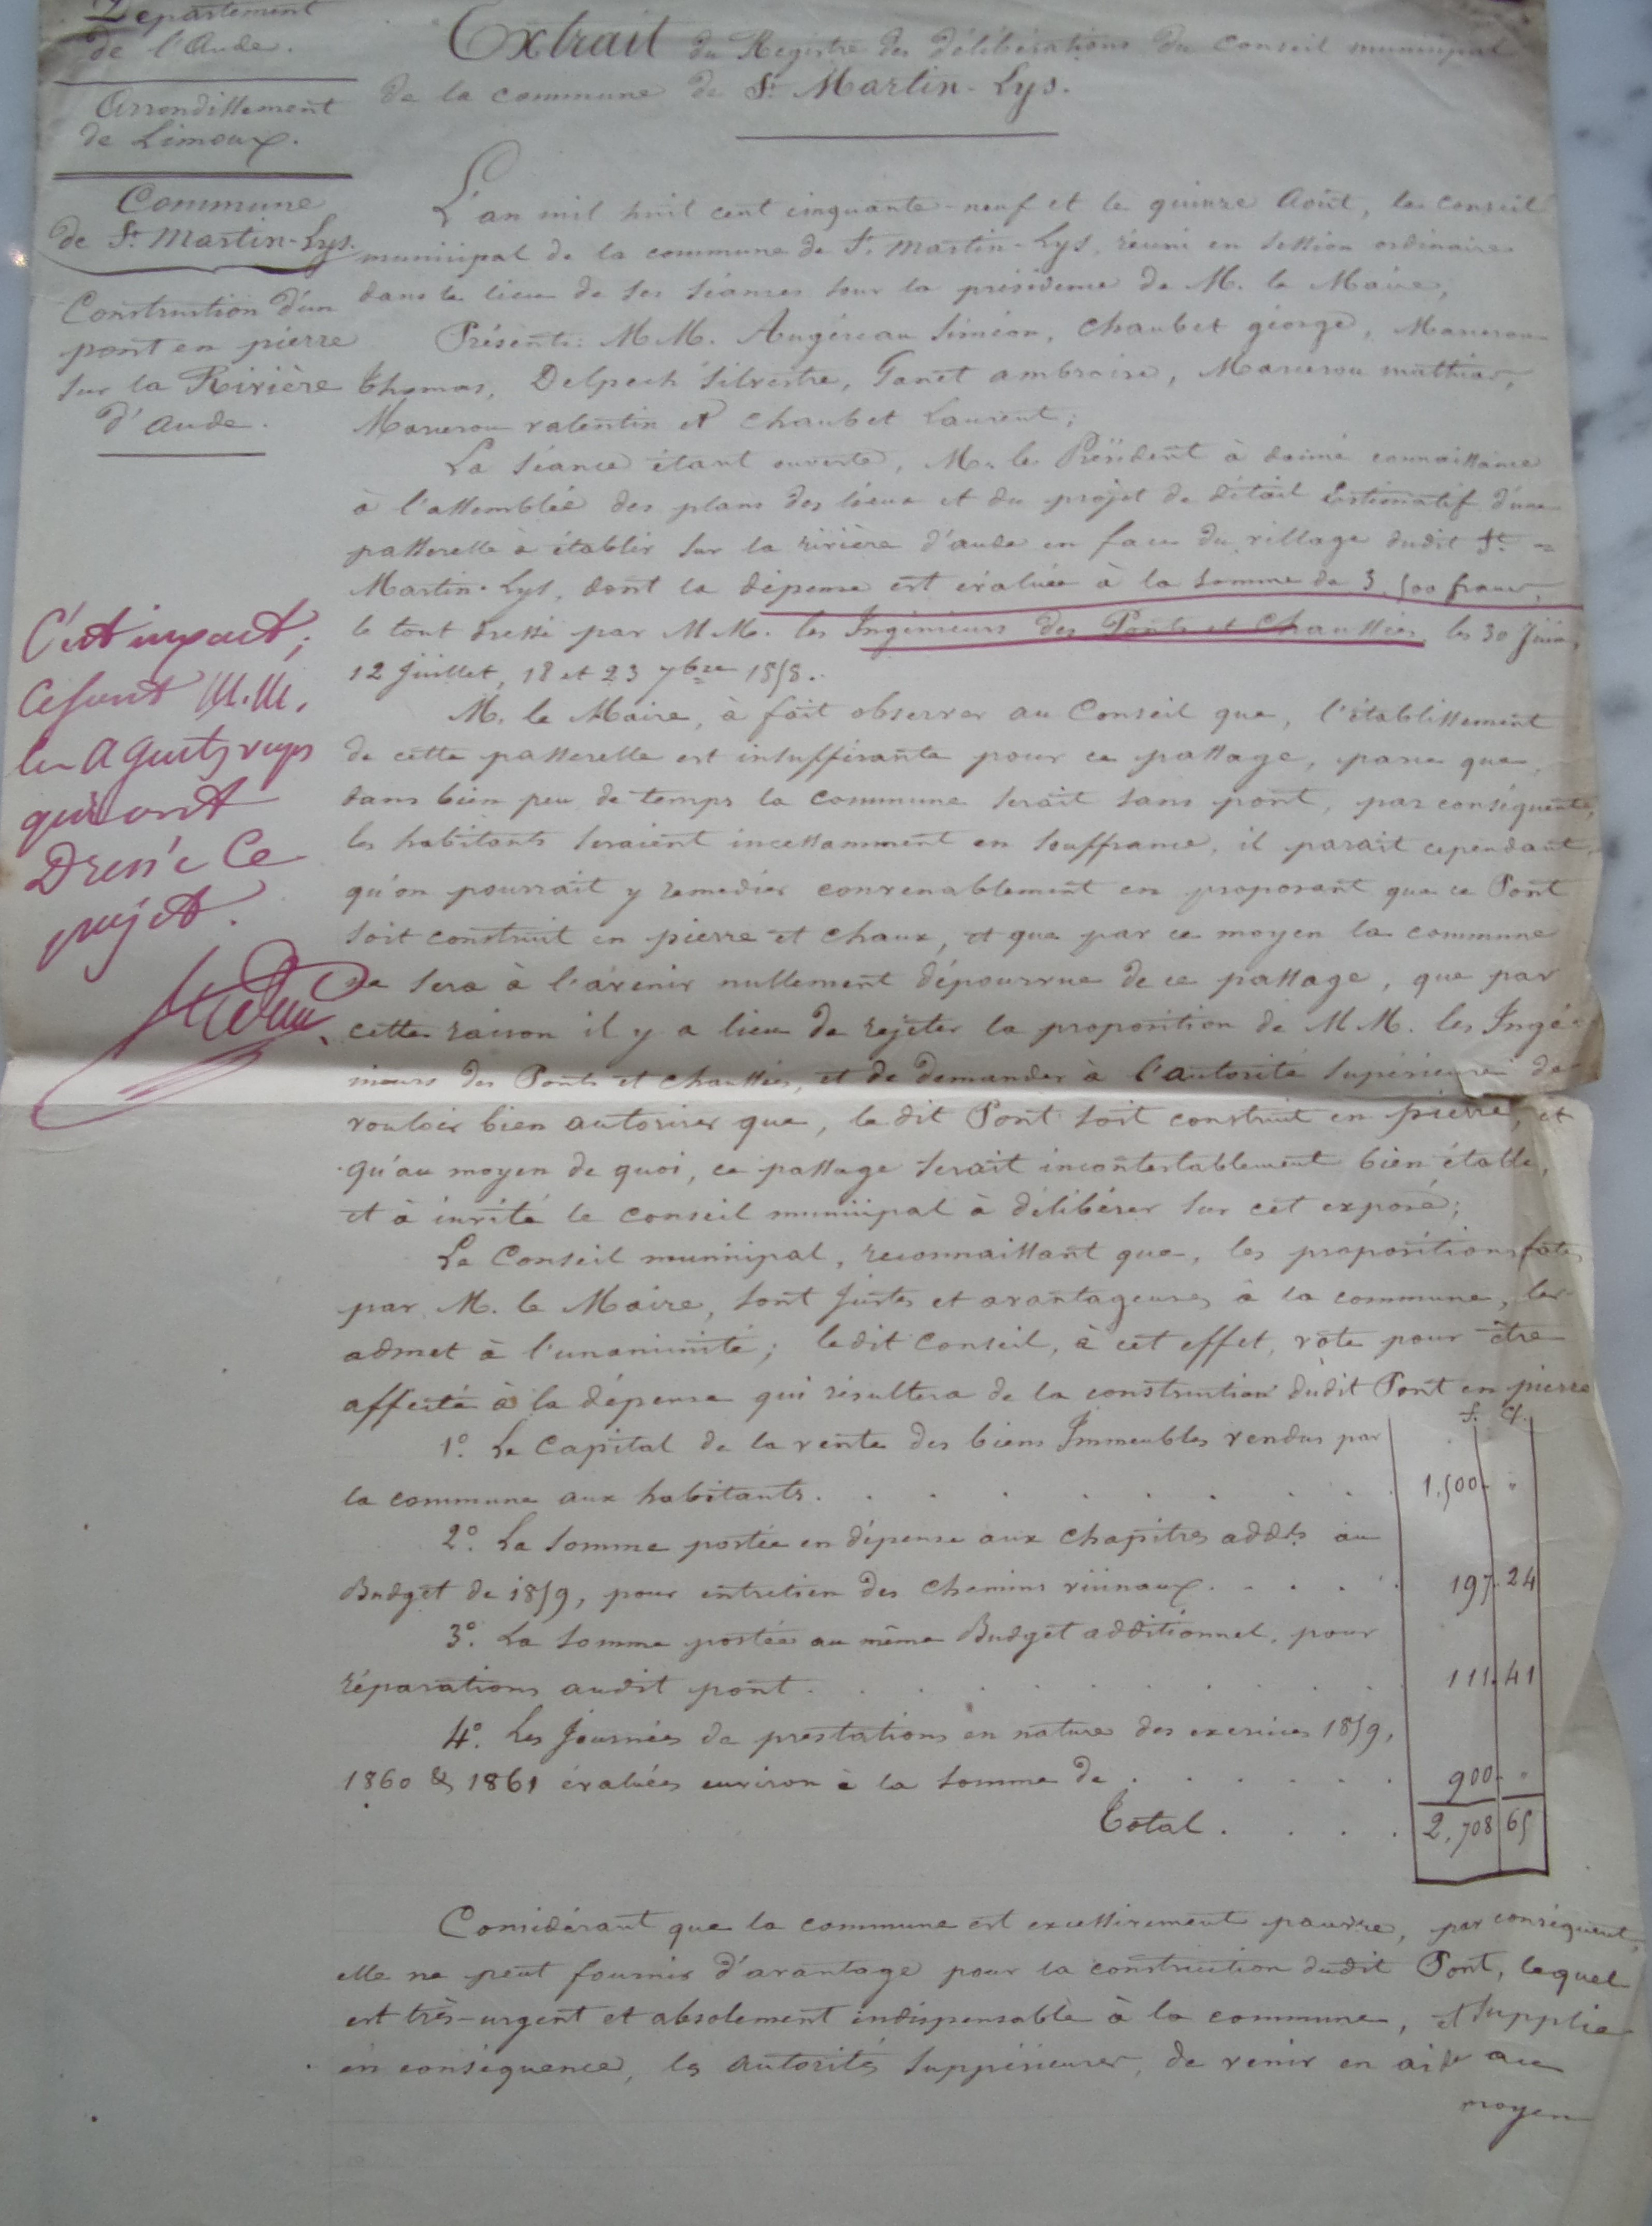 Département
de l'Aude.
Arrondissement
de Limoux.
Commune
de St Martin-Lys.
Construction d'un
pont en pierre
sur la Rivière
d'Aude.
C'est inexact;
ce sont M.M.
les Agents voyers
qui ont
Dressé Ce
projet.
Extrait du Registre des délibérations du Conseil municipal
de la commune de St Martin-Lys.
L'an mil huit cent cinquante-neuf et le quinze Août, le conseil
municipal de la commune de St Martin-Lys, réuni en session ordinaire
dans le lieu de ses séances sous la présidence de M. le Maire;
Présents: M.M. Augéreau Siméon, Chaubet géorge, Marcerou
thomas, Delpech Silvestre, Ganet ambroise, Marcerou mathias,
Marcerou valentin et Chaubet Laurent;
La séance étant ouverte, M. le Président à donné connaissance
à l'assemblée des plans des lieux et du projet de détail Estimatif d'une
passerelle à établir sur la rivière d'aude en face du village dudit St =
Martin-Lys, dont la dépense est évaluée à la somme de 3.500 francs,
le tout dressé par M.M. les Ingénieurs des Ponts et Chaussées, les 30 Juin,
12 Juillet, 18 et 23 7bre 1858.
M. le Maire, à fait observer au Conseil que, l'établissement
de cette passerelle est insuffisante pour ce passage, parce que,
dans bien peu de temps la commune serait sans pont, par conséquent,
les habitants seraient incessamment en souffrance, il parait cependant,
qu'on pourrait y remedier convenablement en proposant que ce Pont
soit construit en pierre et chaux, et que par ce moyen la commune
ne sera à l'avenir nullement dépourvue de ce passage, que par
cette raison il y a lieu de rejeter la proposition de M.M. les Ingé-
nieurs des Ponts et chaussées, et de demander à l'autorité supérieure de
vouloir bien autoriser que, le dit Pont soit construit en pierre, et
qu'au moyen de quoi, ce passage serait incontestablement bien établi,
et à invité le Conseil municipal à délibérer sur cet exposé;
Le Conseil municipal, reconnaissant que, les propositions faites
par M. le Maire, sont justes et avantageuses à la commune, les
admet à l'unanimité; ledit Conseil, à cet effet, vote pour être
affecté à la dépense qui résultera de la construction dudit Pont en pierre
f. c.
1°. Le Capital de la vente des biens Immeubles vendus par
la commune aux habitants. . . . . . . . 1,500. "
2°. La somme portée en dépense aux chapitres addls au
Budget de 1859, pour entretien des chemins vicinaux. . . . . 197. 24
3°. La somme portée au même Budget additionnel, pour
réparations audit pont. . . . . . . . 111. 41
4°. Les Journées de prestations en nature des exercices 1859,
1860 & 1861 évaluées environ à la somme de . . . . . . 900. "
Total . . . . 2,708 65
Considérant que la commune est excessivement pauvre, par conséquent,
elle ne peut fournir d'avantage pour la construction dudit Pont, lequel
est très-urgent et absolement indispensable à la commune, et supplie
en conséquence, les autorités suppérieures, de venir en aide au
moyen